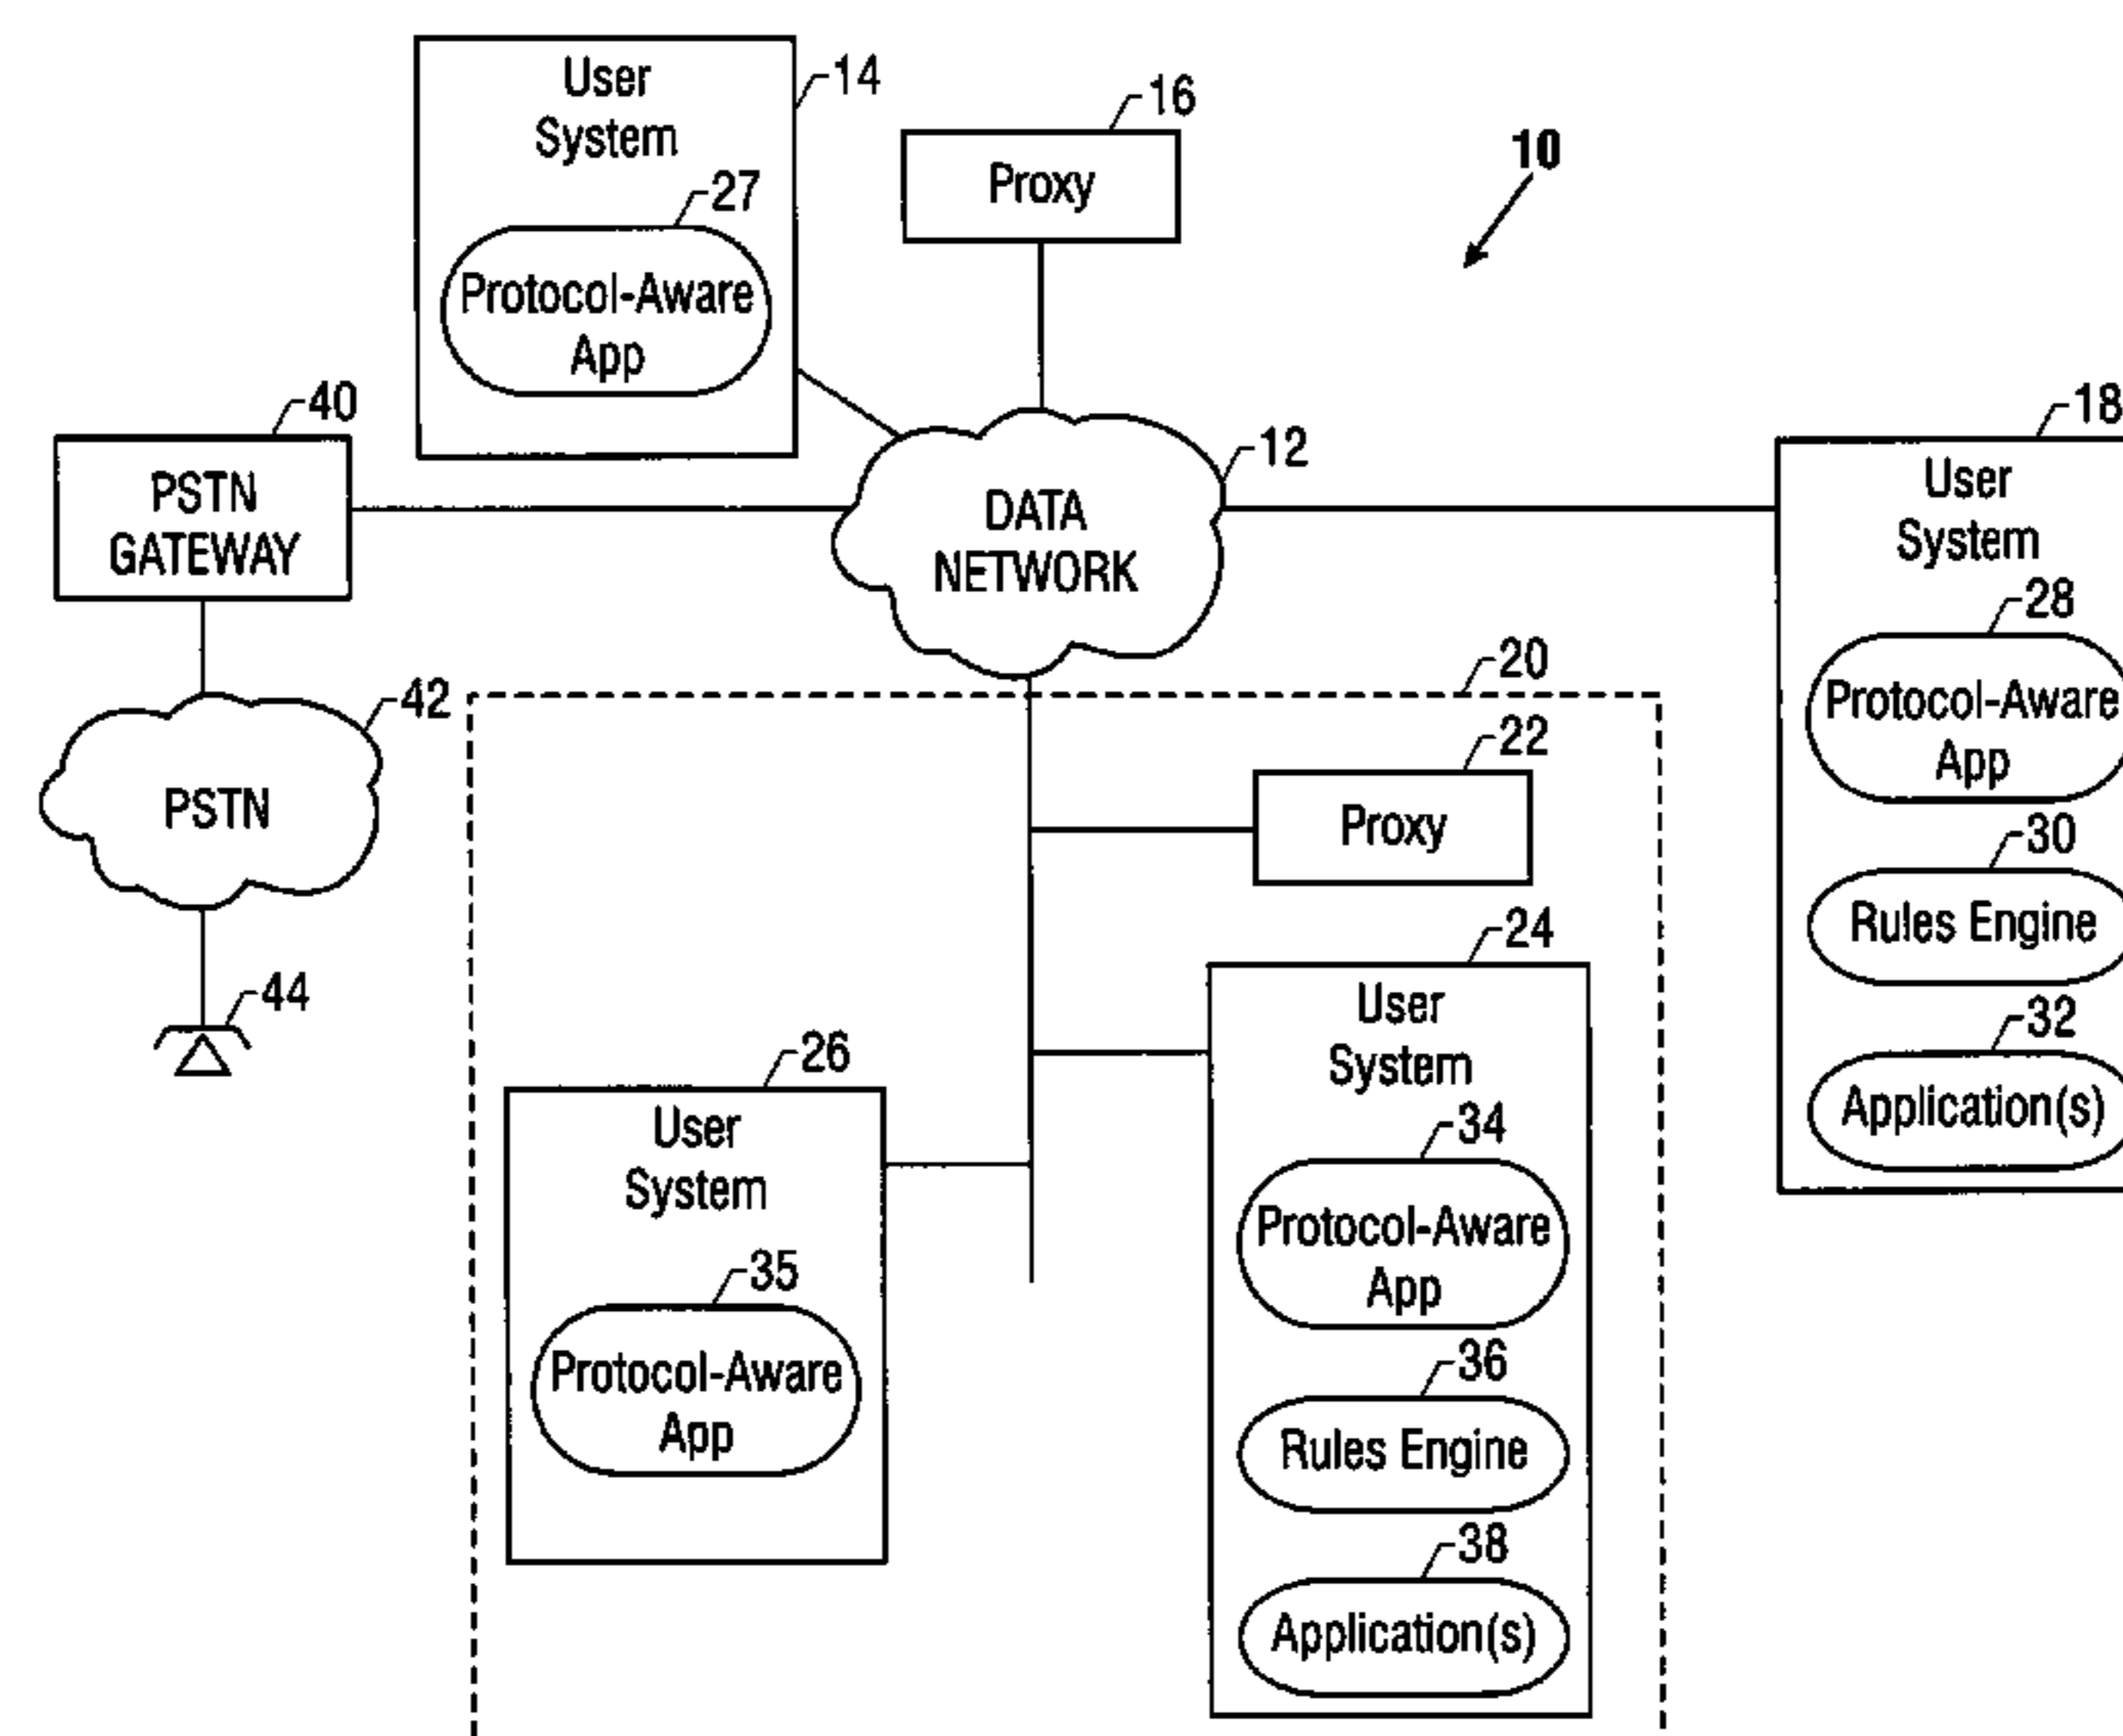 User
System
14
27
Protocol-Aware
App
16
Proxy
10
40
PSTN
GATEWAY
12
DATA
NETWORK
18
User
System
28
Protocol-Aware
App
30
Rules Engine
32
Application(s)
42
PSTN
44
20
22
Proxy
24
User
System
34
Protocol-Aware
App
36
Rules Engine
38
Application(s)
26
User
System
35
Protocol-Aware
App